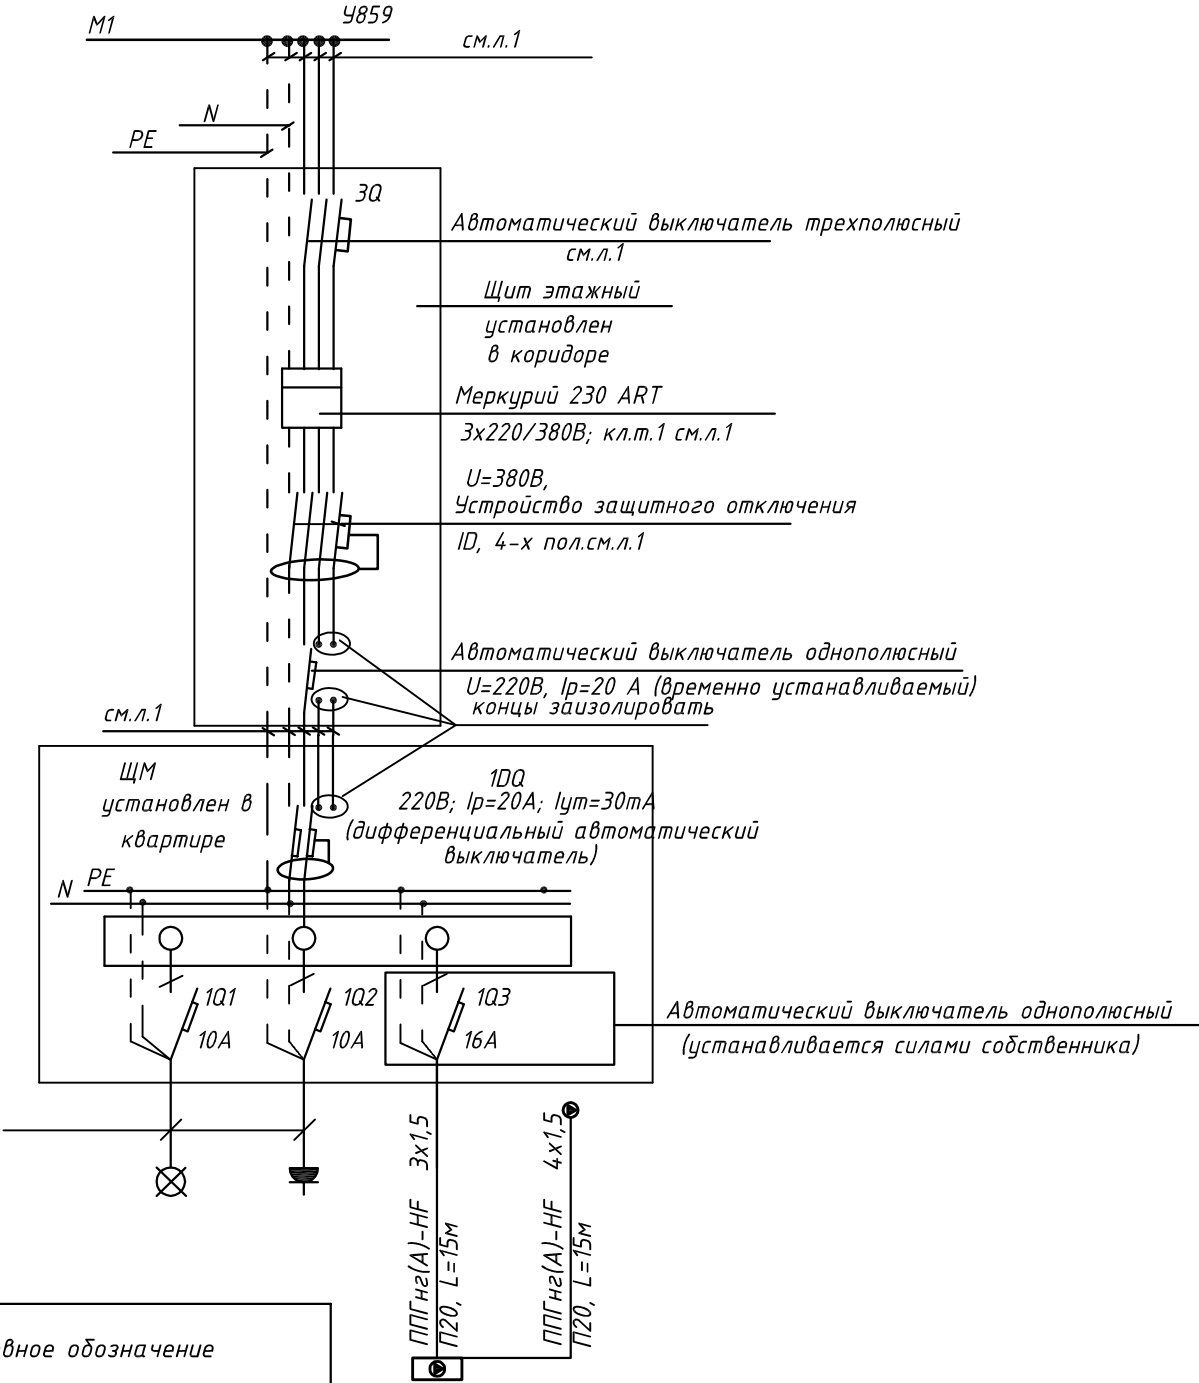 М1
У859
см.л.1
N
PE
3Q
Автоматический выключатель трехполюсный
см.л.1
Щит этажный
установлен
в коридоре
Меркурий 230 ART
3х220/380В; кл.т.1 см.л.1
U=380В,
Устройство защитного отключения
ID, 4-х пол.см.л.1
Автоматический выключатель однополюсный
U=220В, Iр=20 А (временно устанавливаемый)
концы заизолировать
см.л.1
ЩМ
установлен в
квартире
1DQ
220В; Iр=20А; Iут=30mA
(дифференциальный автоматический
выключатель)
PE
N
1Q1
10А
1Q2
10А
1Q3
16А
Автоматический выключатель однополюсный
(устанавливается силами собственника)
ППГнг(А)-HF 3х1,5
П20, L=15м
ППГнг(А)-HF 4х1,5
П20, L=15м
вное обозначение